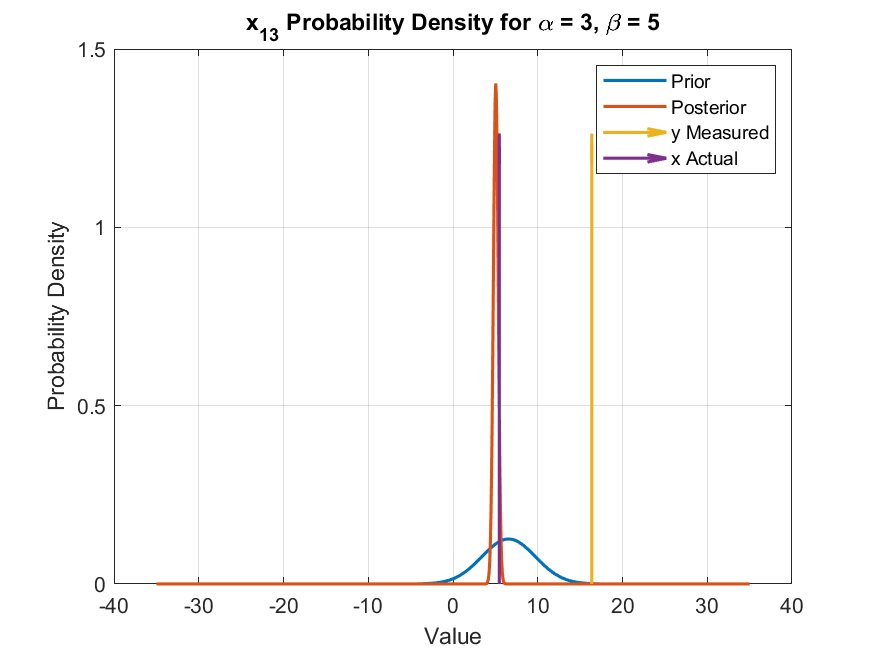 x₁₃ Probability Density for α = 3, β = 5
1.5
1
0.5
0
Probability Density
Prior
Posterior
y Measured
x Actual
-40 -30 -20 -10 0 10 20 30 40
Value